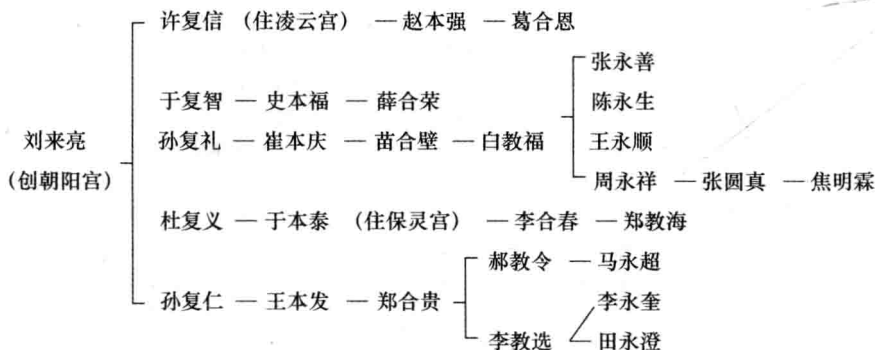 许复信 (住凌云宫) — 赵本强 — 葛合恩
张永善
于复智 — 史本福 — 薛合荣
陈永生
刘来亮
孙复礼 — 崔本庆 — 苗合壁 — 白教福
王永顺
(创朝阳宫)
周永祥 — 张圆真 — 焦明霖
杜复义 — 于本泰 (住保灵宫) — 李合春 — 郑教海
郝教令 — 马永超
孙复仁 — 王本发 — 郑合贵
李永奎
李教选
田永澄